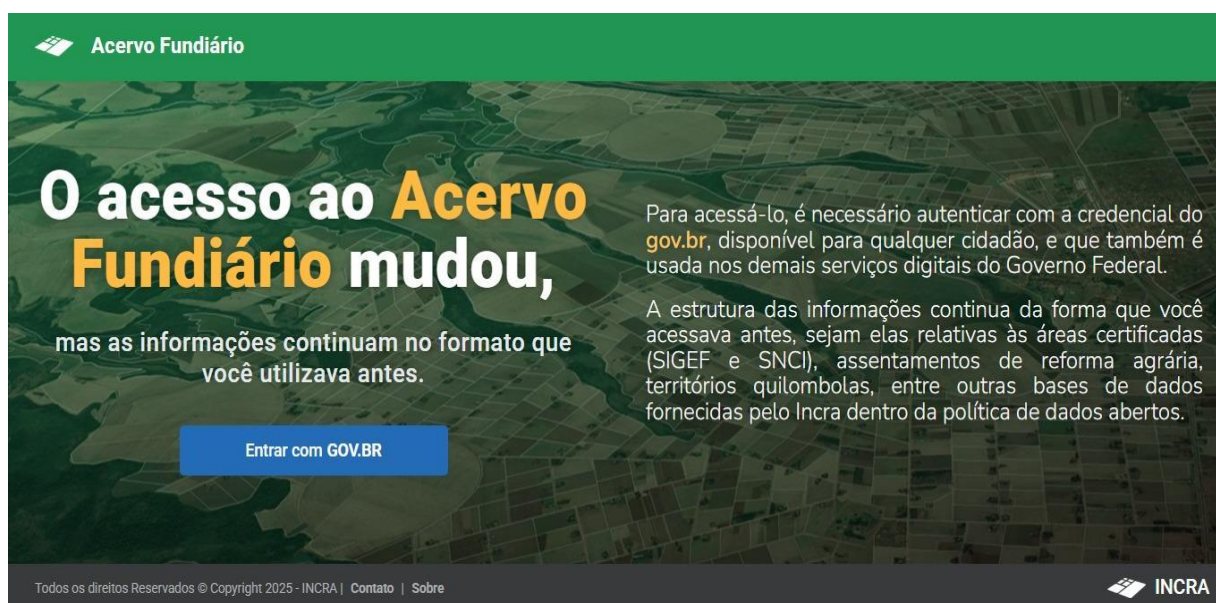 Acervo Fundiário
O acesso ao Acervo
Fundiário mudou,
mas as informações continuam no formato que
você utilizava antes.
Entrar com GOV.BR
Para acessá-lo, é necessário autenticar com a credencial do
gov.br, disponível para qualquer cidadão, e que também é
usada nos demais serviços digitais do Governo Federal.
A estrutura das informações continua da forma que você
acessava antes, sejam elas relativas às áreas certificadas
(SIGEF e SNCI), assentamentos de reforma agrária,
territórios quilombolas, entre outras bases de dados
fornecidas pelo Incra dentro da política de dados abertos.
Todos os direitos Reservados © Copyright 2025 - INCRA | Contato | Sobre
INCRA